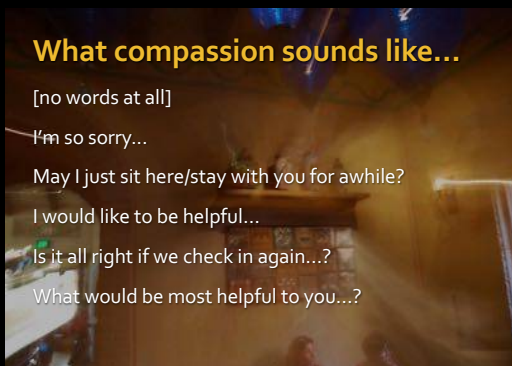 What compassion sounds like…
[no words at all]
I'm so sorry…
May I just sit here/stay with you for awhile?
I would like to be helpful…
Is it all right if we check in again…?
What would be most helpful to you…?